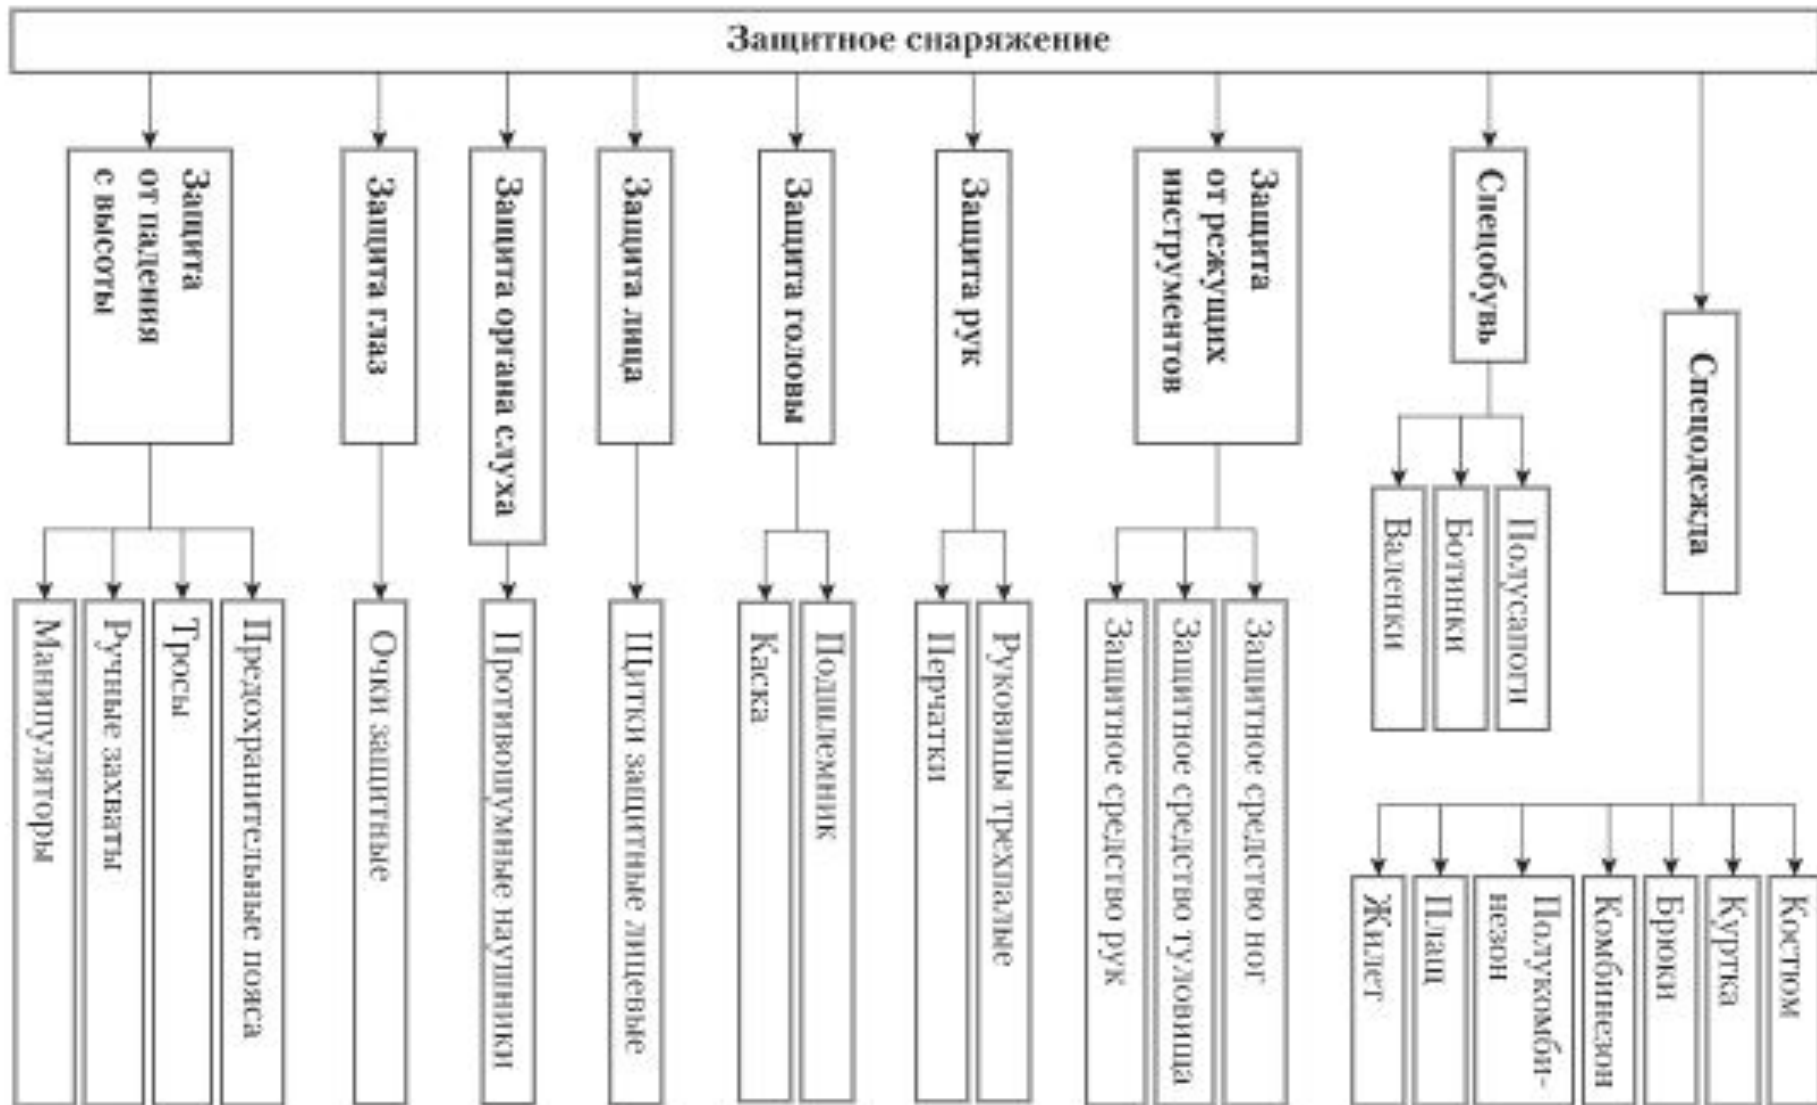 Защитное снаряжение
Защита
от падения
с высоты
Защита глаз
Защита органа слуха
Защита лица
Защита головы
Защита рук
Защита
от режущих
инструментов
Спецобувь
Спецодежда
Манипуляторы
Ручные захваты
Тросы
Предохранительные пояса
Очки защитные
Противошумные наушники
Щитки защитные лицевые
Каска
Подшлемник
Перчатки
Руковицы трехпалые
Защитное средство рук
Защитное средство туловища
Защитное средство ног
Валенки
Ботинки
Полусапоги
Жилет
Плащ
Полукомби-
незон
Комбинезон
Брюки
Куртка
Костюм